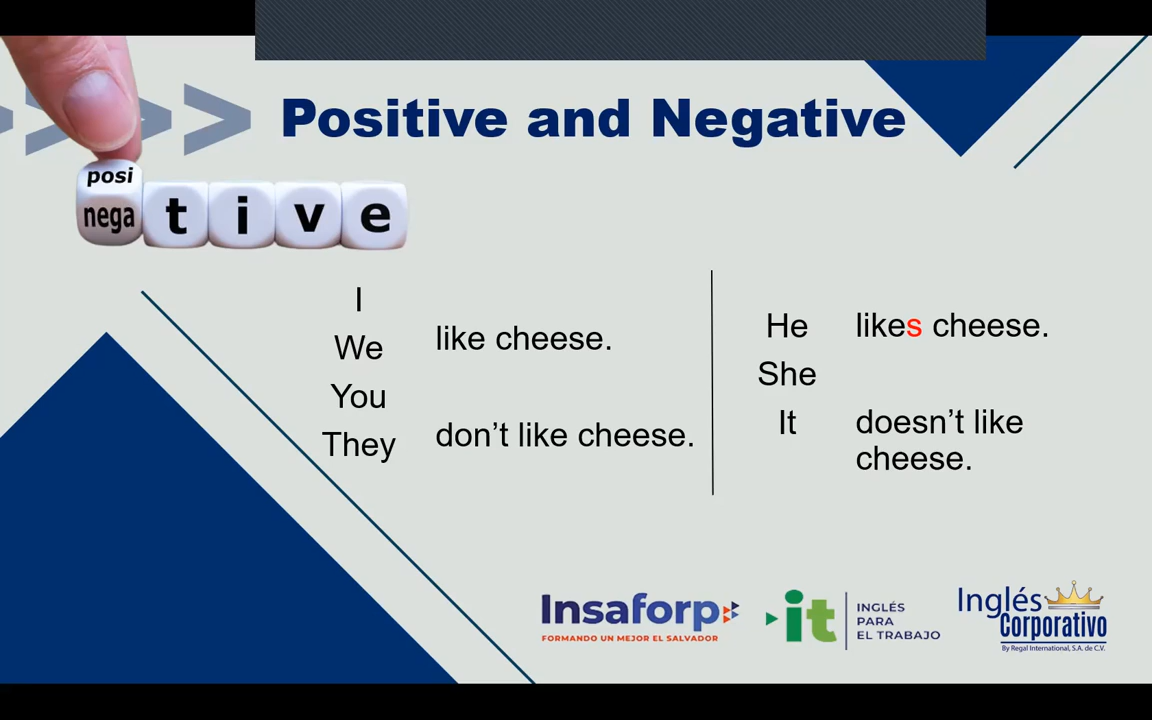 Positive and Negative
posi
nega t i v e
I
We
You
They
like cheese.
don’t like cheese.
He
She
It
likes cheese.
doesn’t like
cheese.
Insaforp
FORMANDO UN MEJOR EL SALVADOR
it
INGLÉS
PARA
EL TRABAJO
Inglés
Corporativo
By Regal International, S.A. de C.V.